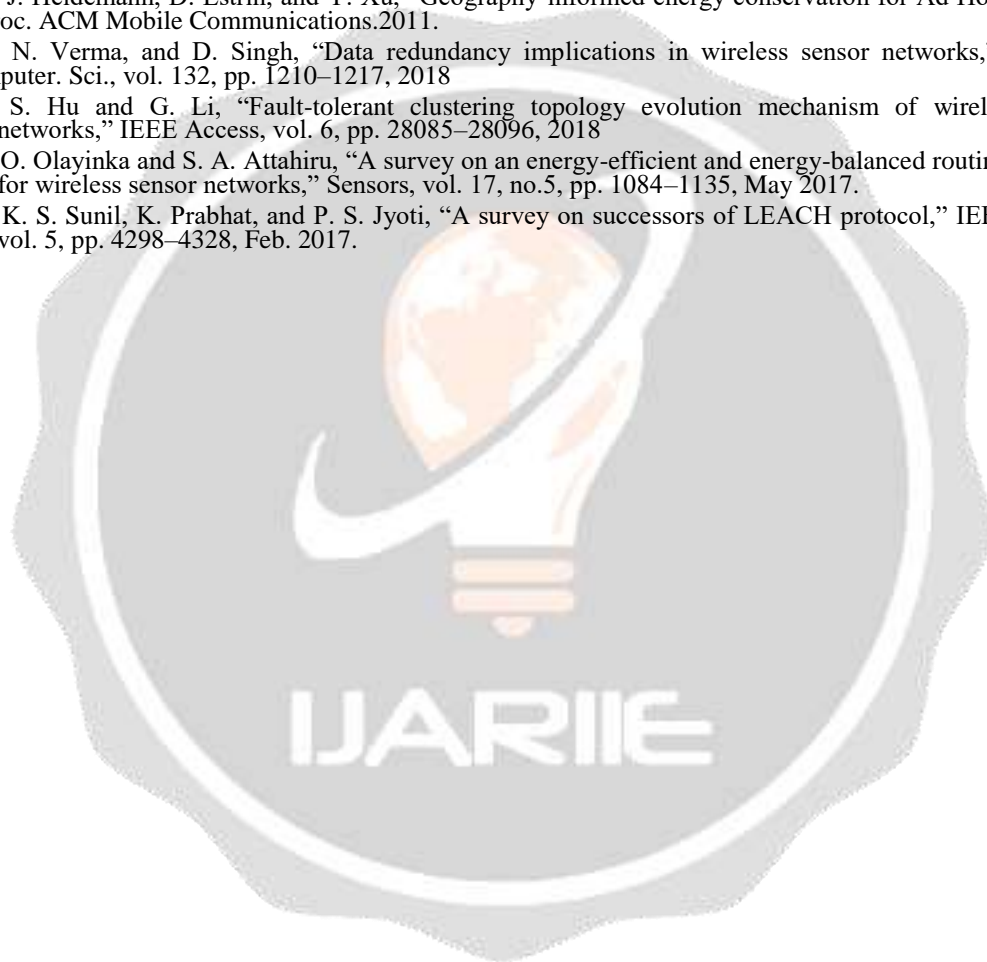 J. Heidemann, D. Estrin, and Y. Xu, "Geography-informed energy conservation for Ad Ho
oc. ACM Mobile Communications.2011.
N. Verma, and D. Singh, “Data redundancy implications in wireless sensor networks,”
puter. Sci., vol. 132, pp. 1210–1217, 2018
S. Hu and G. Li, “Fault-tolerant clustering topology evolution mechanism of wirel
networks,” IEEE Access, vol. 6, pp. 28085–28096, 2018
O. Olayinka and S. A. Attahiru, “A survey on an energy-efficient and energy-balanced routin
for wireless sensor networks,” Sensors, vol. 17, no.5, pp. 1084–1135, May 2017.
K. S. Sunil, K. Prabhat, and P. S. Jyoti, “A survey on successors of LEACH protocol,” IEE
vol. 5, pp. 4298–4328, Feb. 2017.
IJARIIE